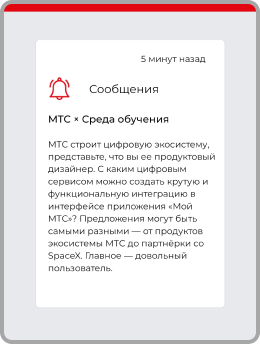 5 минут назад
Сообщения
МТС × Среда обучения
МТС строит цифровую экосистему,
представьте, что вы ее продуктовый
дизайнер. С каким цифровым
сервисом можно создать крутую и
функциональную интеграцию в
интерфейсе приложения «Мой
МТС»? Предложения могут быть
самыми разными — от продуктов
экосистемы МТС до партнёрки со
SpaceX. Главное — довольный
пользователь.